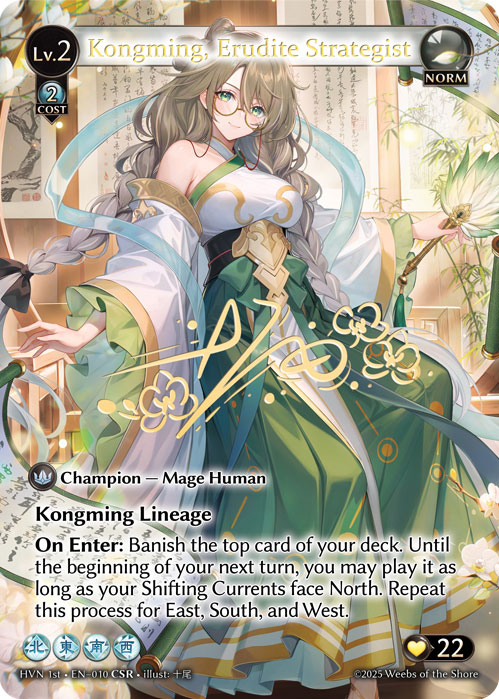 Lv.2 Kongming, Erudite Strategist
NORM
2
COST
Champion — Mage Human
Kongming Lineage
On Enter: Banish the top card of your deck. Until
the beginning of your next turn, you may play it as
long as your Shifting Currents face North. Repeat
this process for East, South, and West.
北 東 南 西
22
HVN 1st • EN-010 CSR • illust: 十尾
©2025 Weebs of the Shore